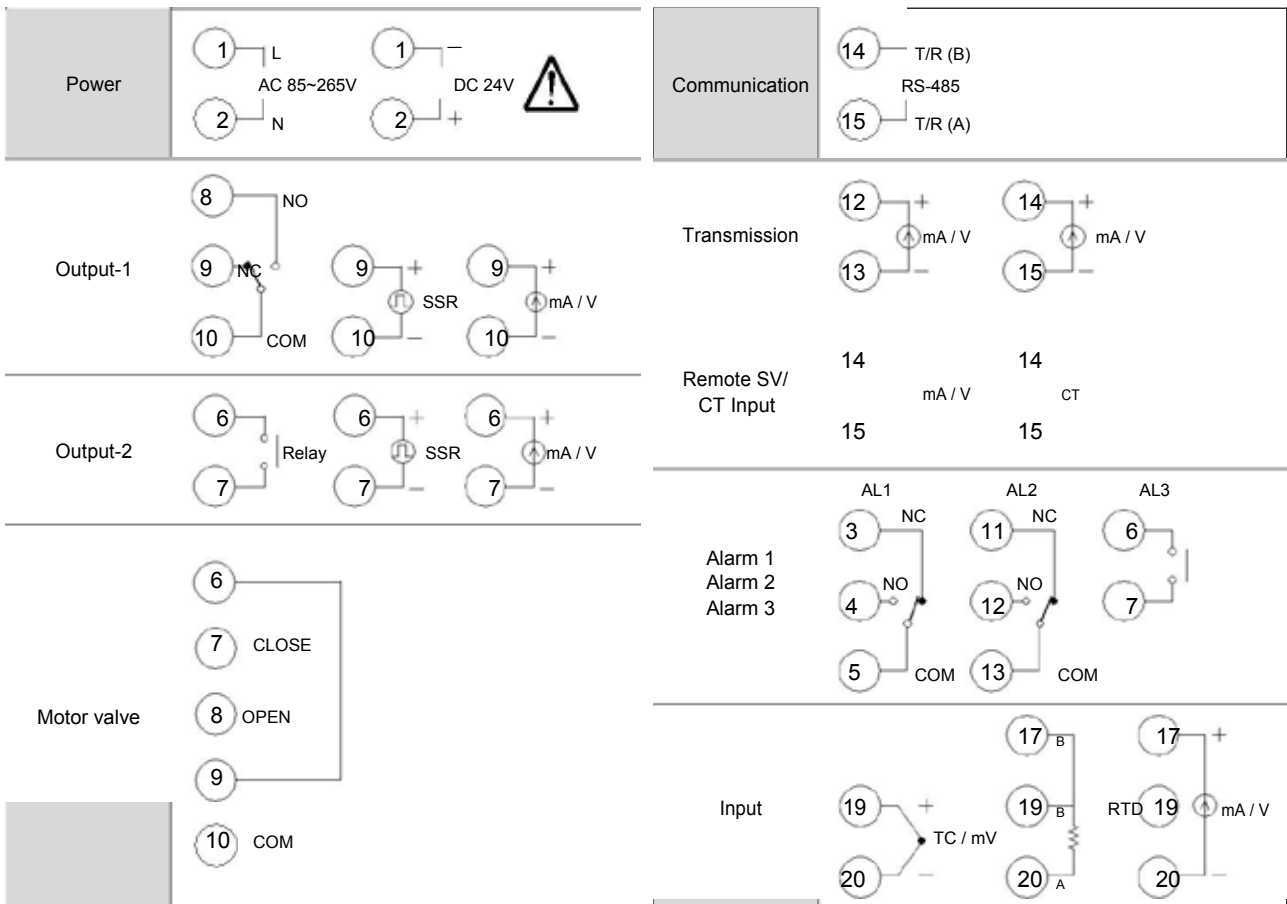 Power
1
L
AC 85~265V
2
N
1
−
DC 24V
2
+
Output-1
8
NO
9
NC
10
COM
9
+
SSR
10
−
9
+
mA / V
10
−
Output-2
6
Relay
7
6
+
SSR
7
−
6
+
mA / V
7
−
Motor valve
6
7
CLOSE
8
OPEN
9
10
COM
Communication
14
T/R (B)
RS-485
15
T/R (A)
Transmission
12
+
mA / V
13
−
14
+
mA / V
15
−
Remote SV/
CT Input
14
mA / V
15
14
CT
15
Alarm 1
Alarm 2
Alarm 3
AL1
3
NC
4
NO
5
COM
AL2
11
NC
12
NO
13
COM
AL3
6
7
Input
19
+
TC / mV
20
−
17
B
19
B
20
A
RTD
17
+
19
mA / V
20
−